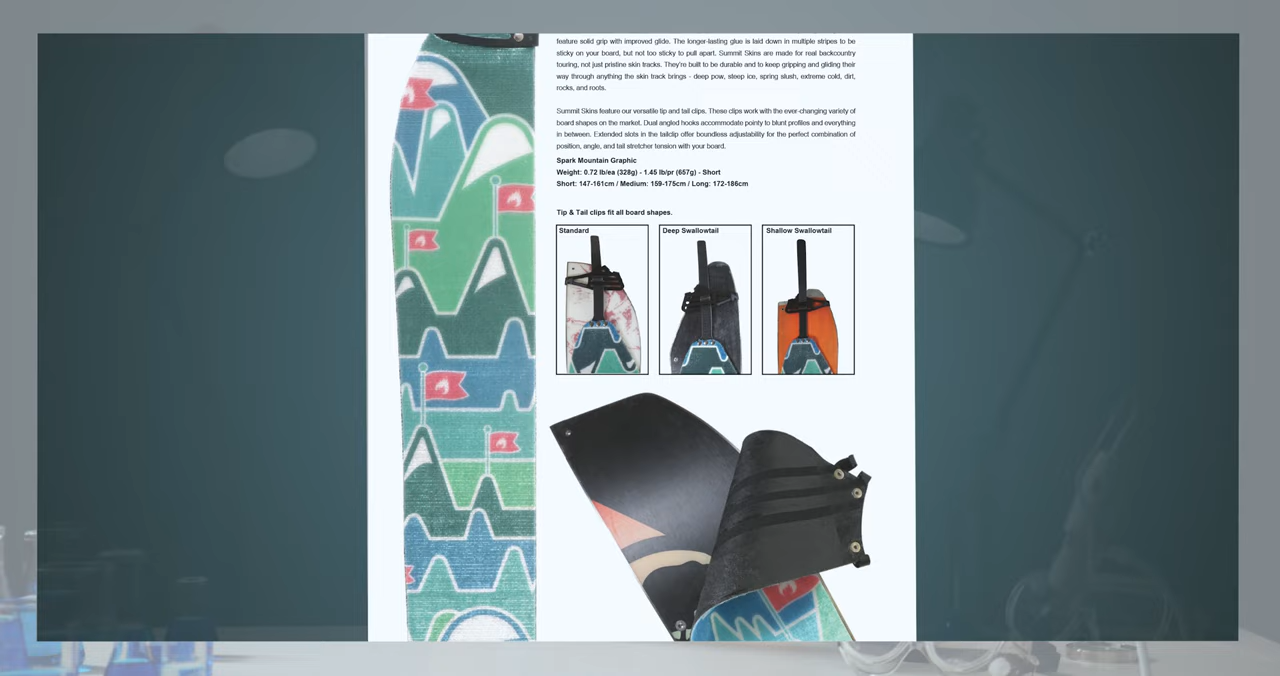 feature solid grip with improved glide. The longer-lasting glue is laid down in multiple stripes to be
sticky on your board, but not too sticky to pull apart. Summit Skins are made for real backcountry
touring, not just pristine skin tracks. They're built to be durable and to keep gripping and gliding their
way through anything the skin track brings - deep pow, steep ice, spring slush, extreme cold, dirt,
rocks, and roots.
Summit Skins feature our versatile tip and tail clips. These clips work with the ever-changing variety of
board shapes on the market. Dual angled hooks accommodate pointy to blunt profiles and everything
in between. Extended slots in the tailclip offer boundless adjustability for the perfect combination of
position, angle, and tail stretcher tension with your board.
Spark Mountain Graphic
Weight: 0.72 lb/ea (328g) - 1.45 lb/pr (657g) - Short
Short: 147-161cm / Medium: 159-175cm / Long: 172-186cm
Tip & Tail clips fit all board shapes.
Standard
Deep Swallowtail
Shallow Swallowtail